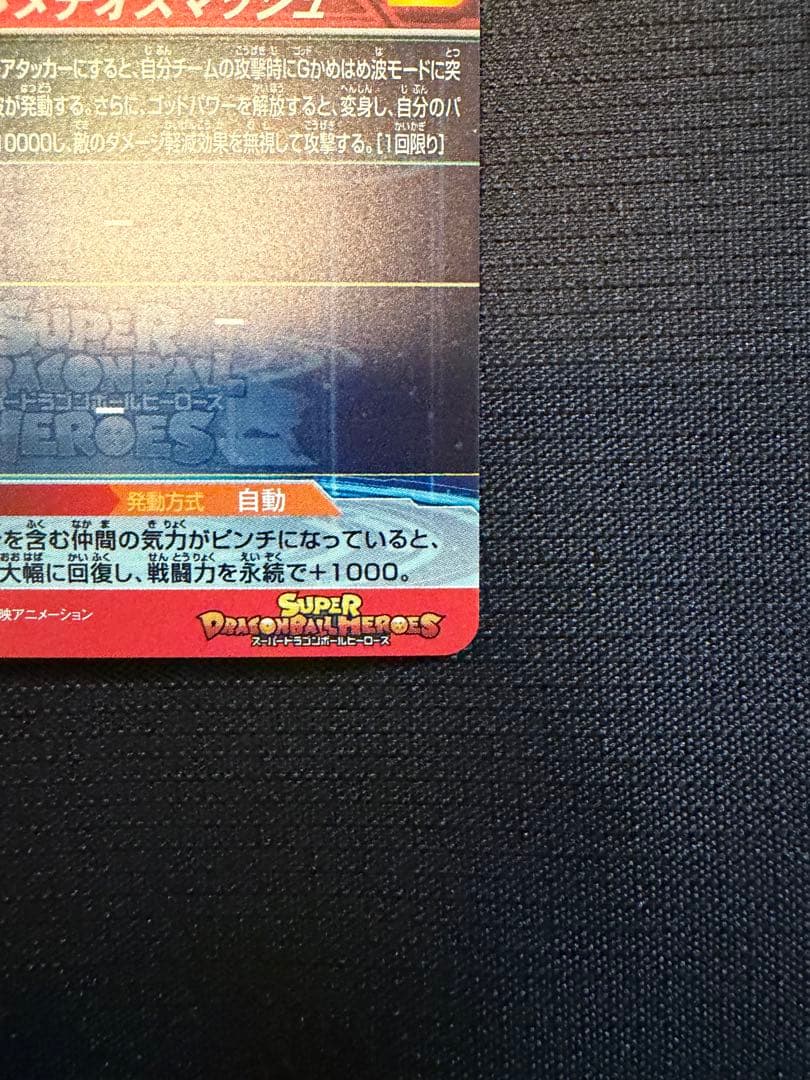 メテオスマッシュ
アタッカーにすると、自分チームの攻撃時にGかめはめ波モードに突
が発動する。さらに、ゴッドパワーを解放すると、変身し、自分のパ
0000し、敵のダメージ軽減効果を無視して攻撃する。[1回限り]
SUPER
DRAGONBALL
ードラゴンボールヒーローズ
HEROES
発動方式 自動
を含む仲間の気力がピンチになっていると、
大幅に回復し、戦闘力を永続で+1000。
映アニメーション
SUPER
DRAGONBALL HEROES
スーパードラゴンボールヒーローズ